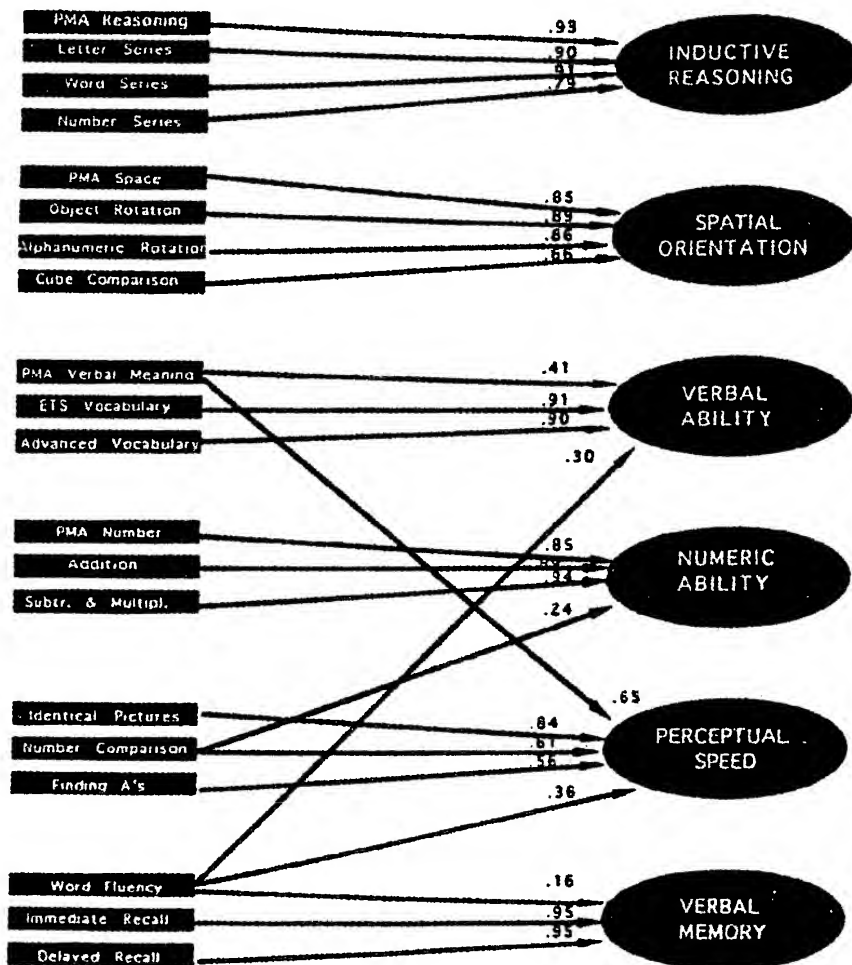 PMA Reasoning
Letter Series
Word Series
Number Series
.93
.90
.91
.79
INDUCTIVE
REASONING
PMA Space
Object Rotation
Alphanumeric Rotation
Cube Comparison
.85
.89
.86
.66
SPATIAL
ORIENTATION
PMA Verbal Meaning
ETS Vocabulary
Advanced Vocabulary
.41
.91
.90
.30
VERBAL
ABILITY
PMA Number
Addition
Subtr. & Multipl.
.85
.94
.24
NUMERIC
ABILITY
Identical Pictures
Number Comparison
Finding A's
.65
.84
.61
.56
.36
PERCEPTUAL
SPEED
Word Fluency
Immediate Recall
Delayed Recall
.16
.95
.95
VERBAL
MEMORY